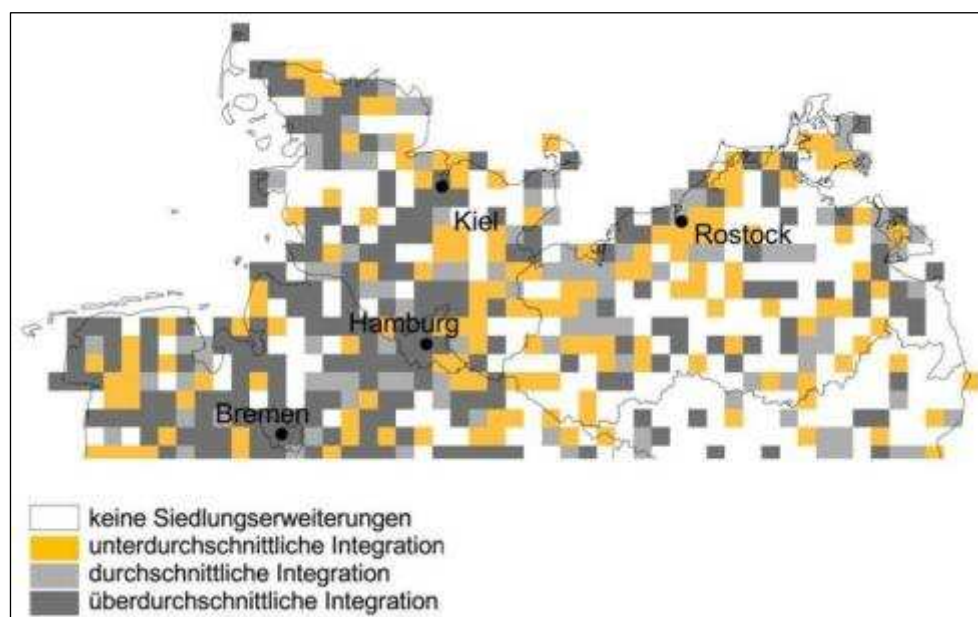 Kiel
Rostock
Hamburg
Bremen
keine Siedlungserweiterungen
unterdurchschnittliche Integration
durchschnittliche Integration
überdurchschnittliche Integration